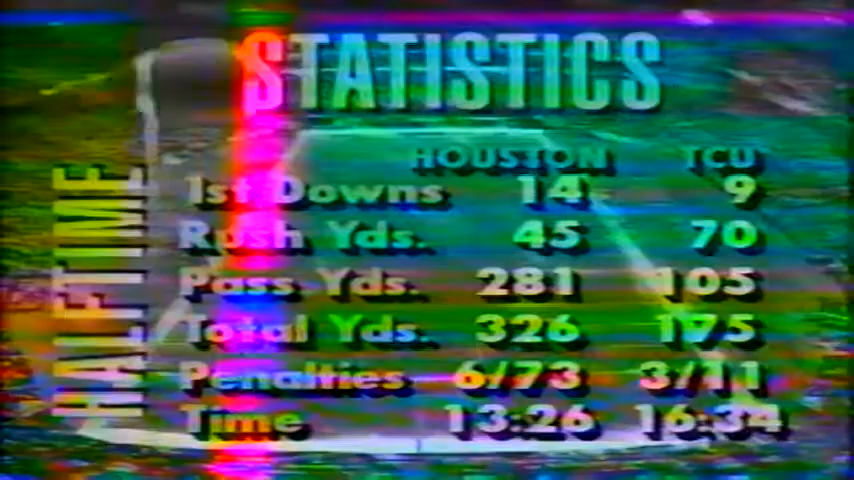 STATISTICS
HALFTIME
HOUSTON TCU
1st Downs 14 9
Rush Yds. 45 70
Pass Yds. 281 105
Total Yds. 326 175
Penalties 6/73 3/11
Time 13:26 16:34